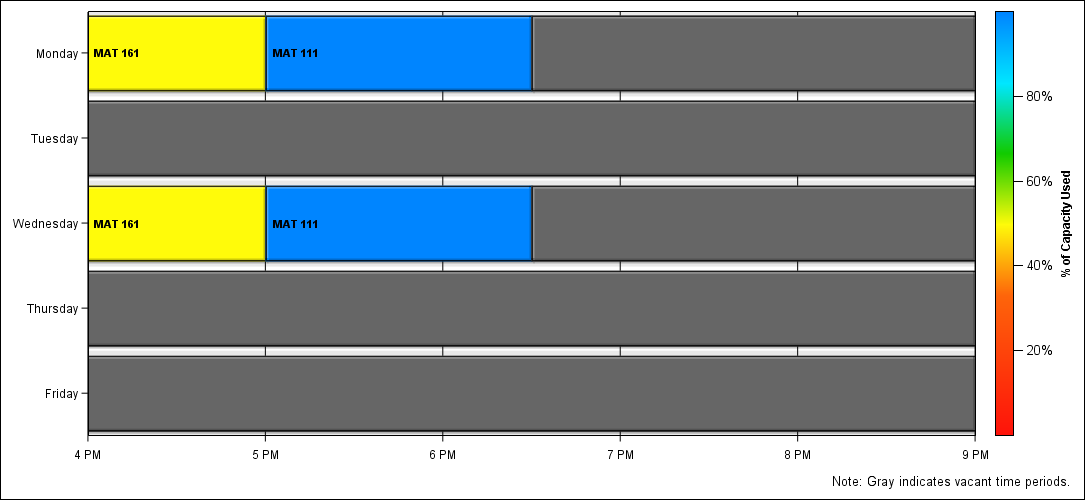 Monday
MAT 161
MAT 111
Tuesday
Wednesday
MAT 161
MAT 111
Thursday
Friday
4 PM
5 PM
6 PM
7 PM
8 PM
9 PM
80%
60%
40%
20%
% of Capacity Used
Note: Gray indicates vacant time periods.